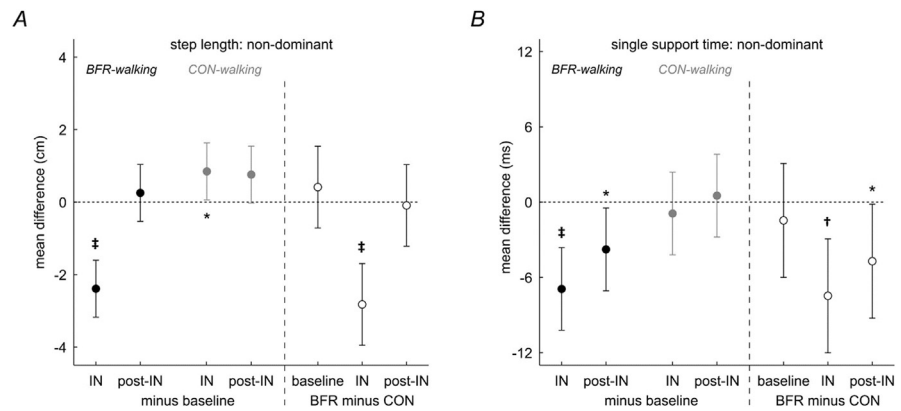 A
step length: non-dominant
BFR-walking CON-walking
mean difference (cm)
4
2
0
-2
-4
‡
*
‡
IN post-IN IN post-IN baseline IN post-IN
minus baseline BFR minus CON
B
single support time: non-dominant
BFR-walking CON-walking
mean difference (ms)
12
6
0
-6
-12
‡
*
†
*
IN post-IN IN post-IN baseline IN post-IN
minus baseline BFR minus CON